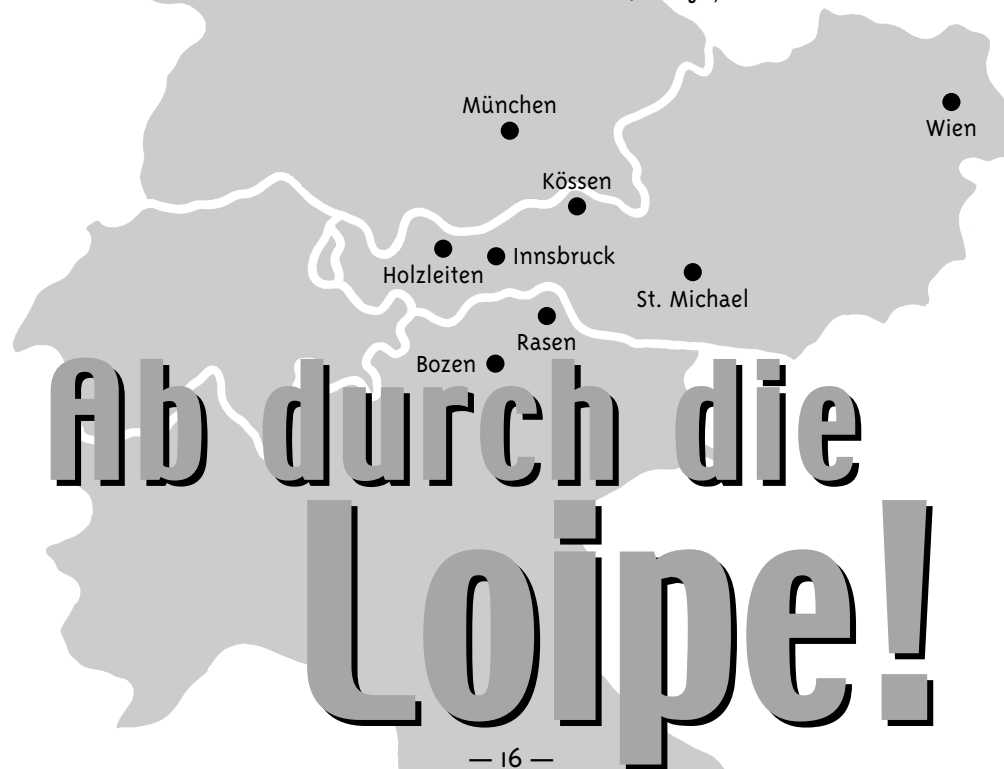 München
Wien
Kössen
Innsbruck
Holzleiten
St. Michael
Rasen
Bozen
Ab durch die
Loipe!
— 16 —